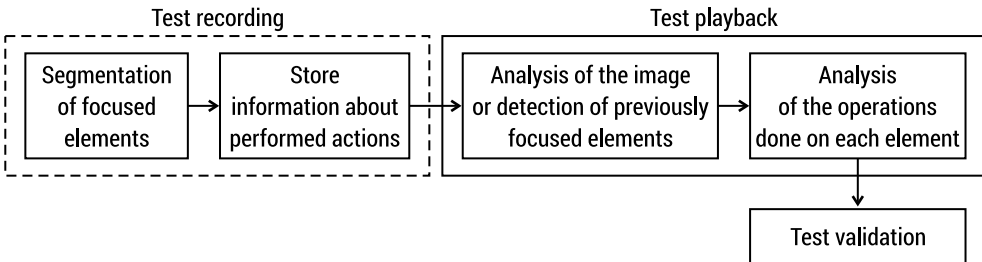 Test recording
Test playback
Segmentation
of focused
elements
Store
information about
performed actions
Analysis of the image
or detection of previously
focused elements
Analysis
of the operations
done on each element
Test validation